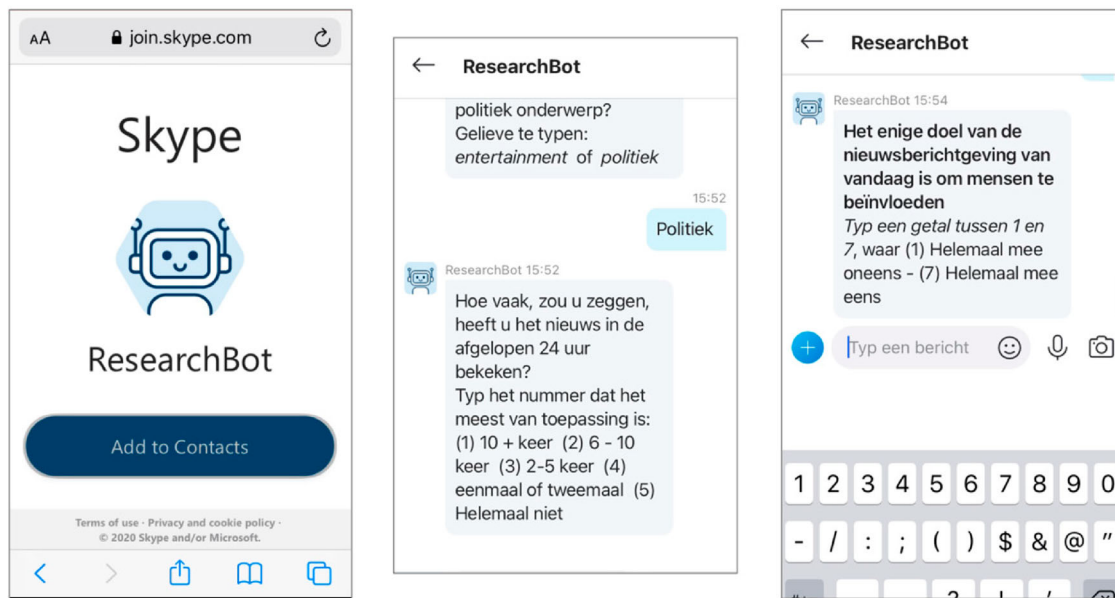 AA join.skype.com
Skype
ResearchBot
Add to Contacts
Terms of use · Privacy and cookie policy ·
© 2020 Skype and/or Microsoft.
ResearchBot
politiek onderwerp?
Gelieve te typen:
entertainment of politiek
15:52
Politiek
ResearchBot 15:52
Hoe vaak, zou u zeggen,
heeft u het nieuws in de
afgelopen 24 uur
bekeken?
Typ het nummer dat het
meest van toepassing is:
(1) 10 + keer (2) 6 - 10
keer (3) 2-5 keer (4)
eenmaal of tweemaal (5)
Helemaal niet
ResearchBot
ResearchBot 15:54
Het enige doel van de
nieuwsberichtgeving van
vandaag is om mensen te
beïnvloeden
Typ een getal tussen 1 en
7, waar (1) Helemaal mee
oneens - (7) Helemaal mee
eens
Typ een bericht
1 2 3 4 5 6 7 8 9 0
- / : ; ( ) $ & @ "